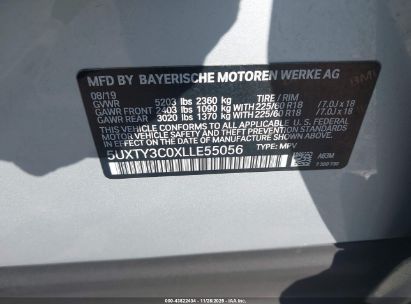 MFD BY BAYERISCHE MOTOREN WERKE AG
08/19 TIRE / RIM
GVWR 5203 lbs 2360 kg
GAWR FRONT 2403 lbs 1090 kg WITH 225/60 R18 /7.0J x 18
GAWR REAR 3020 lbs 1370 kg WITH 225/60 R18 /7.0J x 18
THIS VEHICLE CONFORMS TO ALL APPLICABLE U.S. FEDERAL
MOTOR VEHICLE SAFETY, BUMPER, AND
THEFT PREVENTION STANDARDS IN EFFECT ON THE
DATE OF MANUFACTURE SHOWN ABOVE.
5UXTY3C0XLLE55056 TYPE: MPV
A83M